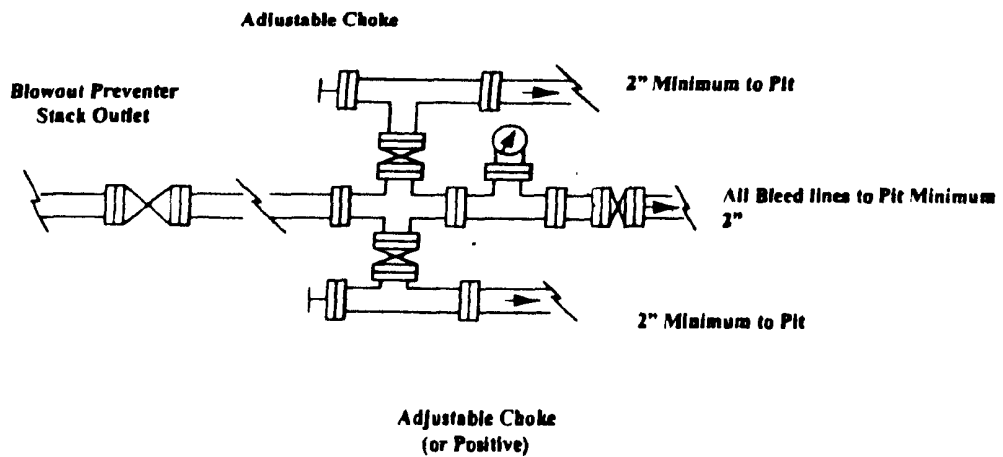 Adjustable Choke
Blowout Preventer
Stack Outlet
2" Minimum to Pit
All Bleed lines to Pit Minimum
2"
2" Minimum to Pit
Adjustable Choke
(or Positive)